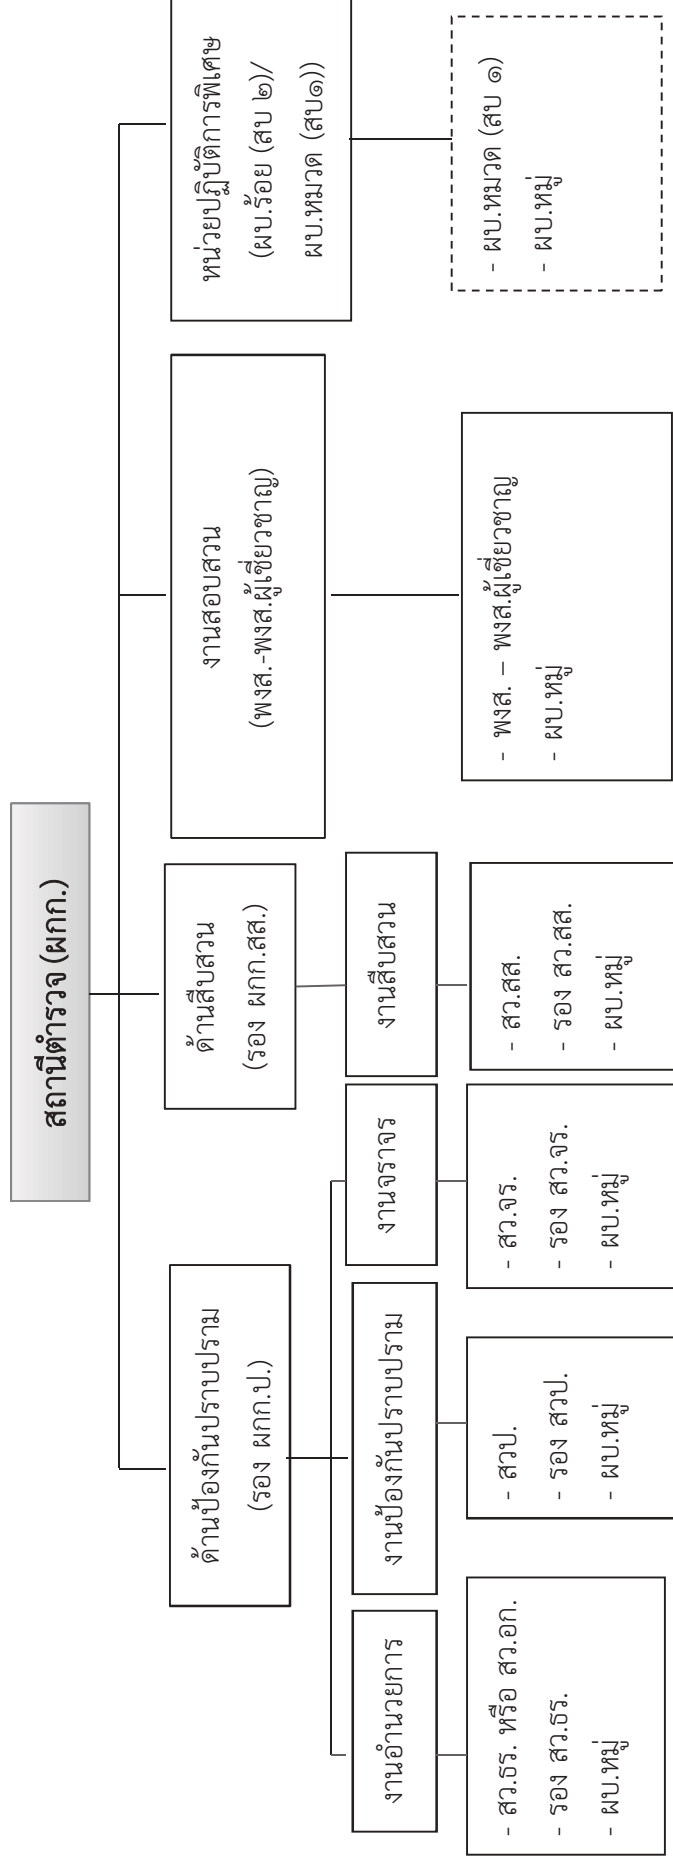 สถานีตำรวจ (ผกก.)
ด้านป้องกันปราบปราม
(รอง ผกก.ป.)
ด้านสืบสวน
(รอง ผกก.สส.)
งานสอบสวน
(พงส.-พงส.ผู้เชี่ยวชาญ)
หน่วยปฏิบัติการพิเศษ
(ผบ.ร้อย (สบ ๒)/
ผบ.หมวด (สบ๑))
งานอำนวยการ
งานป้องกันปราบปราม
งานจราจร
งานสืบสวน
- สว.ธร. หรือ สว.อก.
- รอง สว.ธร.
- ผบ.หมู่
- สวป.
- รอง สวป.
- ผบ.หมู่
- สว.จร.
- รอง สว.จร.
- ผบ.หมู่
- สว.สส.
- รอง สว.สส.
- ผบ.หมู่
- พงส. – พงส.ผู้เชี่ยวชาญ
- ผบ.หมู่
- ผบ.หมวด (สบ ๑)
- ผบ.หมู่